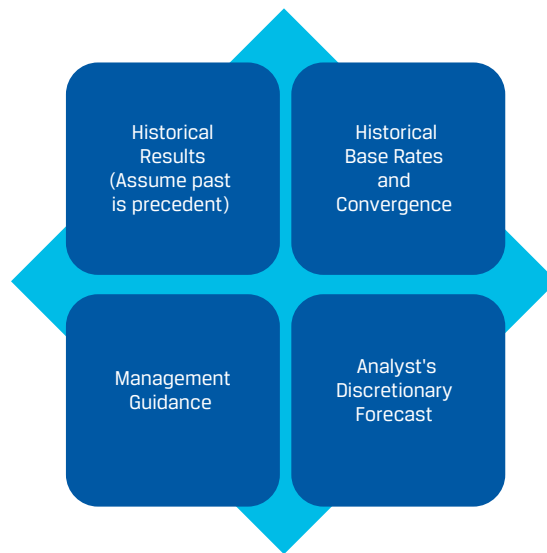 Historical
Results
(Assume past
is precedent)
Historical
Base Rates
and
Convergence
Management
Guidance
Analyst's
Discretionary
Forecast